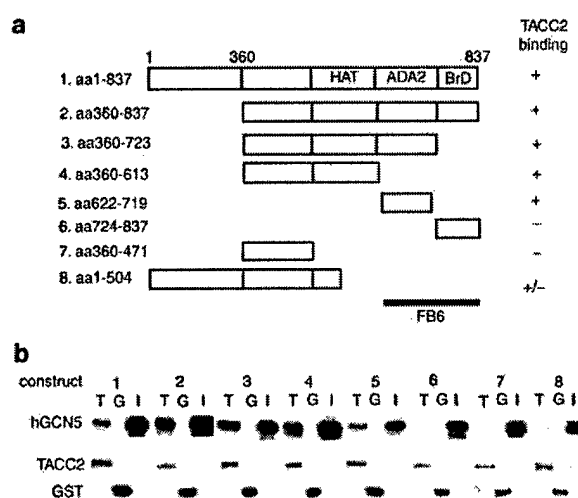 a
TACC2
binding
1 360 837
1. aa1-837 HAT ADA2 BrD +
2. aa360-837 +
3. aa360-723 +
4. aa360-613 +
5. aa622-719 +
6. aa724-837 –
7. aa360-471 –
8. aa1-504 +/–
FB6
b
construct 1 2 3 4 5 6 7 8
T G I T G I T G I T G I T G I T G I T G I T G I
hGCN5
TACC2
GST